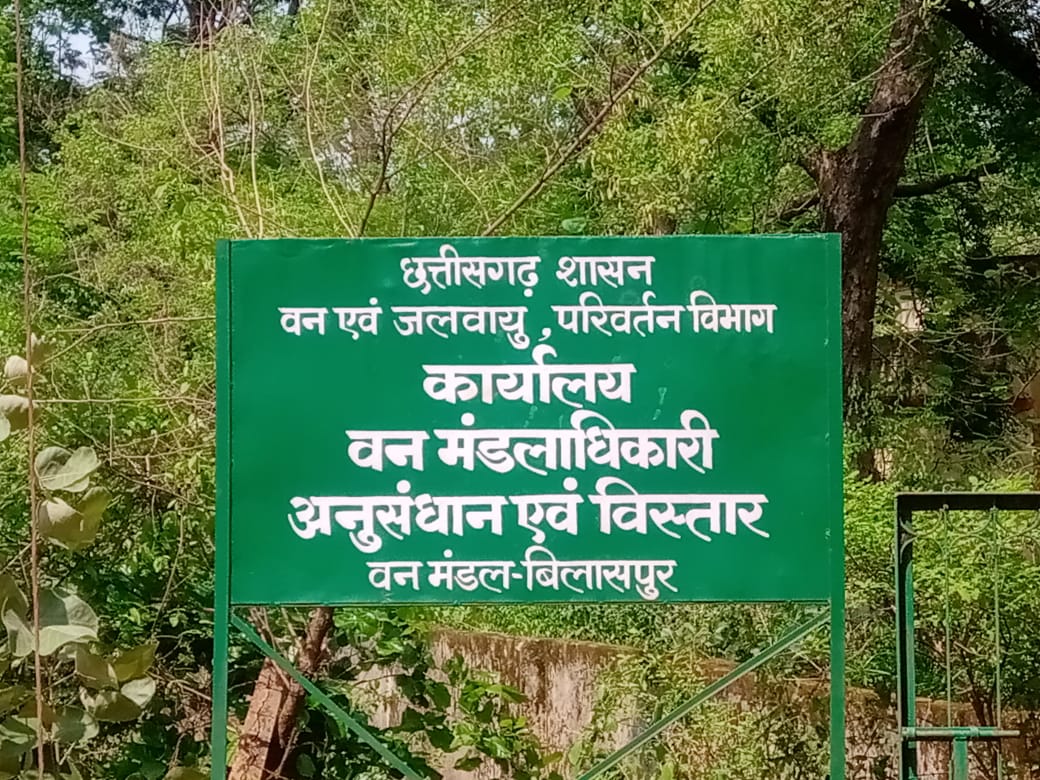 छत्तीसगढ़ शासन
वन एवं जलवायु , परिवर्तन विभाग
कार्यालय
वन मंडलाधिकारी
अनुसंधान एवं विस्तार
वन मंडल-बिलासपुर